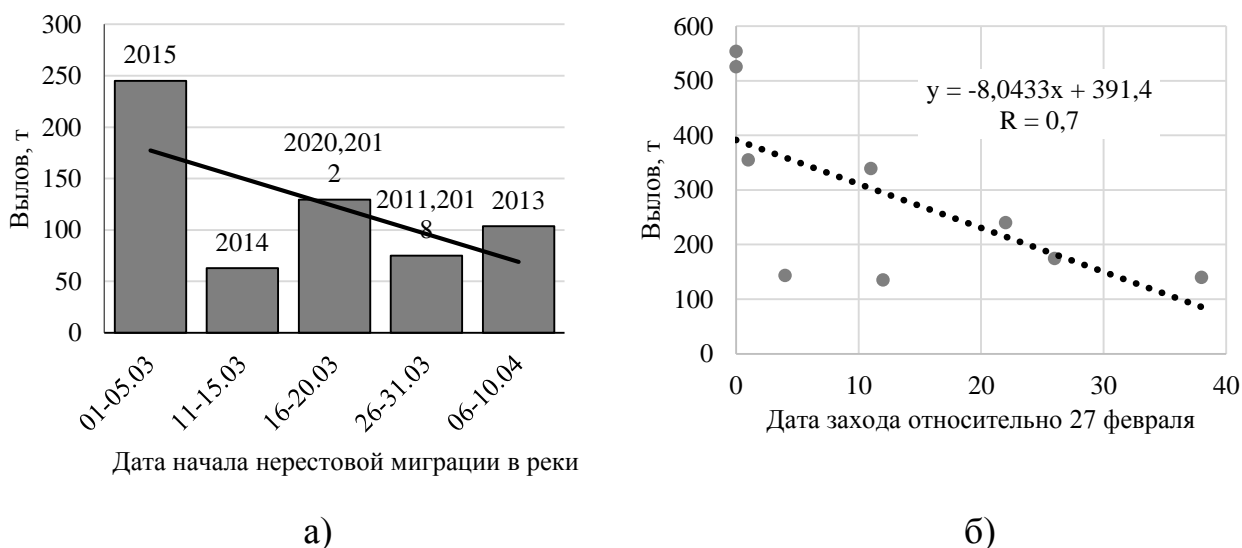 Вылов, т
300
250
200
150
100
50
0
2015
2014
2020,201
2
2011,201
8
2013
01-05.03
11-15.03
16-20.03
26-31.03
06-10.04
Дата начала нерестовой миграции в реки
а)
Вылов, т
600
500
400
300
200
100
0
y = -8,0433x + 391,4
R = 0,7
0 10 20 30 40
Дата захода относительно 27 февраля
б)